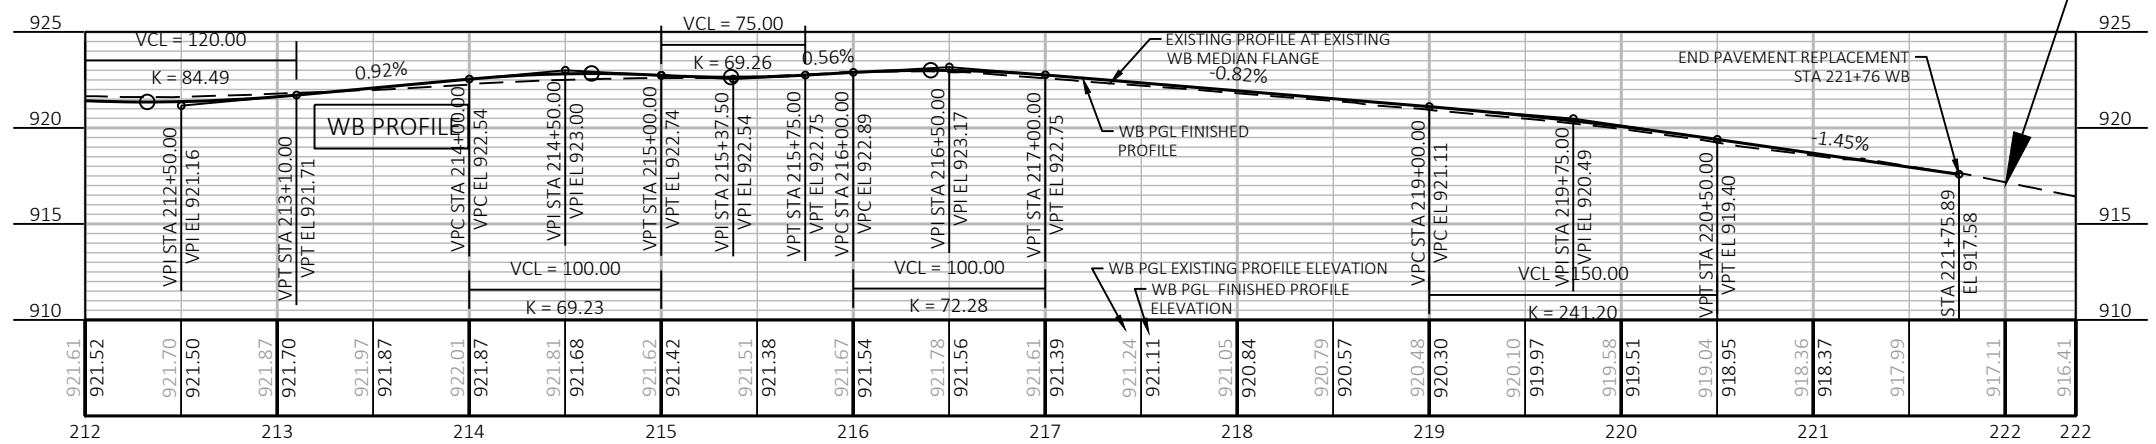 925
920
915
910
VCL = 120.00
K = 84.49
0.92%
WB PROFILE
VCL = 75.00
K = 69.26
0.56%
EXISTING PROFILE AT EXISTING
WB MEDIAN FLANGE
-0.82%
WB PGL FINISHED
PROFILE
END PAVEMENT REPLACEMENT
STA 221+76 WB
-1.45%
925
920
915
910
VPI STA 212+50.00
VPI EL 921.16
VPT STA 213+10.00
VPT EL 921.71
VPC STA 214+00.00
VPC EL 922.54
VPI STA 214+50.00
VPI EL 923.00
VPT STA 215+00.00
VPT EL 922.74
VPI STA 215+37.50
VPI EL 922.54
VPT STA 215+75.00
VPT EL 922.75
VPC STA 216+00.00
VPC EL 922.89
VPI STA 216+50.00
VPI EL 923.17
VPT STA 217+00.00
VPT EL 922.75
VPC STA 219+00.00
VPC EL 921.11
VPI STA 219+75.00
VPI EL 920.49
VPT STA 220+50.00
VPT EL 919.40
STA 221+75.89
EL 917.58
VCL = 100.00
K = 69.23
VCL = 100.00
K = 72.28
WB PGL EXISTING PROFILE ELEVATION
WB PGL  FINISHED PROFILE
ELEVATION
VCL = 150.00
K = 241.20
921.61
921.52
921.70
921.50
921.87
921.70
921.97
921.87
922.01
921.87
921.81
921.68
921.62
921.42
921.51
921.38
921.67
921.54
921.78
921.56
921.61
921.39
921.24
921.11
921.05
920.84
920.79
920.57
920.48
920.30
920.10
919.97
919.58
919.51
919.04
918.95
918.36
918.37
917.99
917.11
916.41
212
213
214
215
216
217
218
219
220
221
222
222